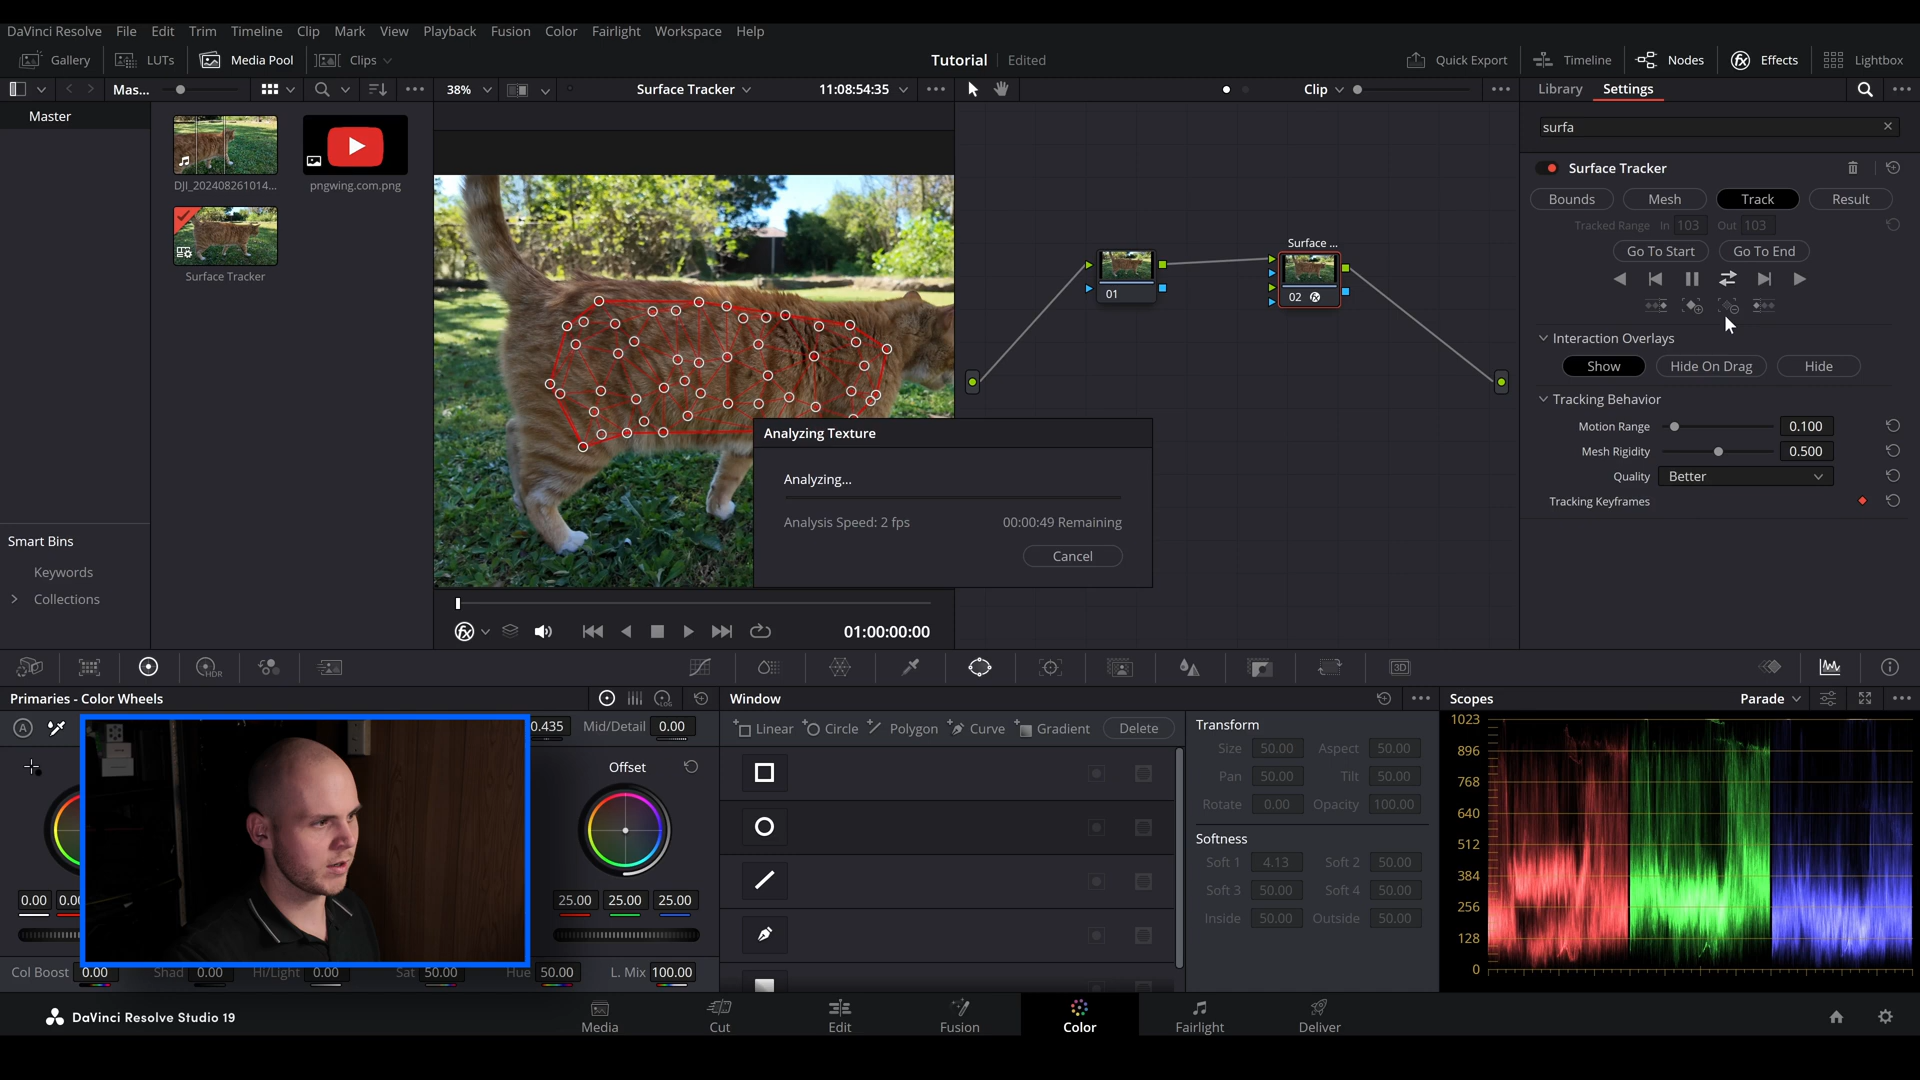 DaVinci Resolve File Edit Trim Timeline Clip Mark View Playback Fusion Color Fairlight Workspace Help
Gallery LUTs Media Pool Clips Tutorial Edited Quick Export Timeline Nodes Effects Lightbox
Mas... 38% Surface Tracker 11:08:54:35 Clip Library Settings
Master
surfa
DJI_202408261014... pngwing.com.png
Surface Tracker
Surface Tracker
Bounds Mesh Track Result
Tracked Range In 103 Out 103
Surface ...
Go To Start Go To End
01
02
Interaction Overlays
Show Hide On Drag Hide
Tracking Behavior
Motion Range 0.100
Mesh Rigidity 0.500
Quality Better
Tracking Keyframes
Analyzing Texture
Analyzing...
Analysis Speed: 2 fps 00:00:49 Remaining
Cancel
Smart Bins
Keywords
Collections
01:00:00:00
HDR
3D
Primaries - Color Wheels
LOG
A
0.435 Mid/Detail 0.00
Offset
0.00 0.00
25.00 25.00 25.00
Col Boost 0.00 Shad 0.00 Hi/Light 0.00 Sat 50.00 Hue 50.00 L. Mix 100.00
Window
Linear Circle Polygon Curve Gradient Delete
Transform
Size 50.00 Aspect 50.00
Pan 50.00 Tilt 50.00
Rotate 0.00 Opacity 100.00
Softness
Soft 1 4.13 Soft 2 50.00
Soft 3 50.00 Soft 4 50.00
Inside 50.00 Outside 50.00
Scopes Parade
1023
896
768
640
512
384
256
128
0
DaVinci Resolve Studio 19
Media Cut Edit Fusion Color Fairlight Deliver